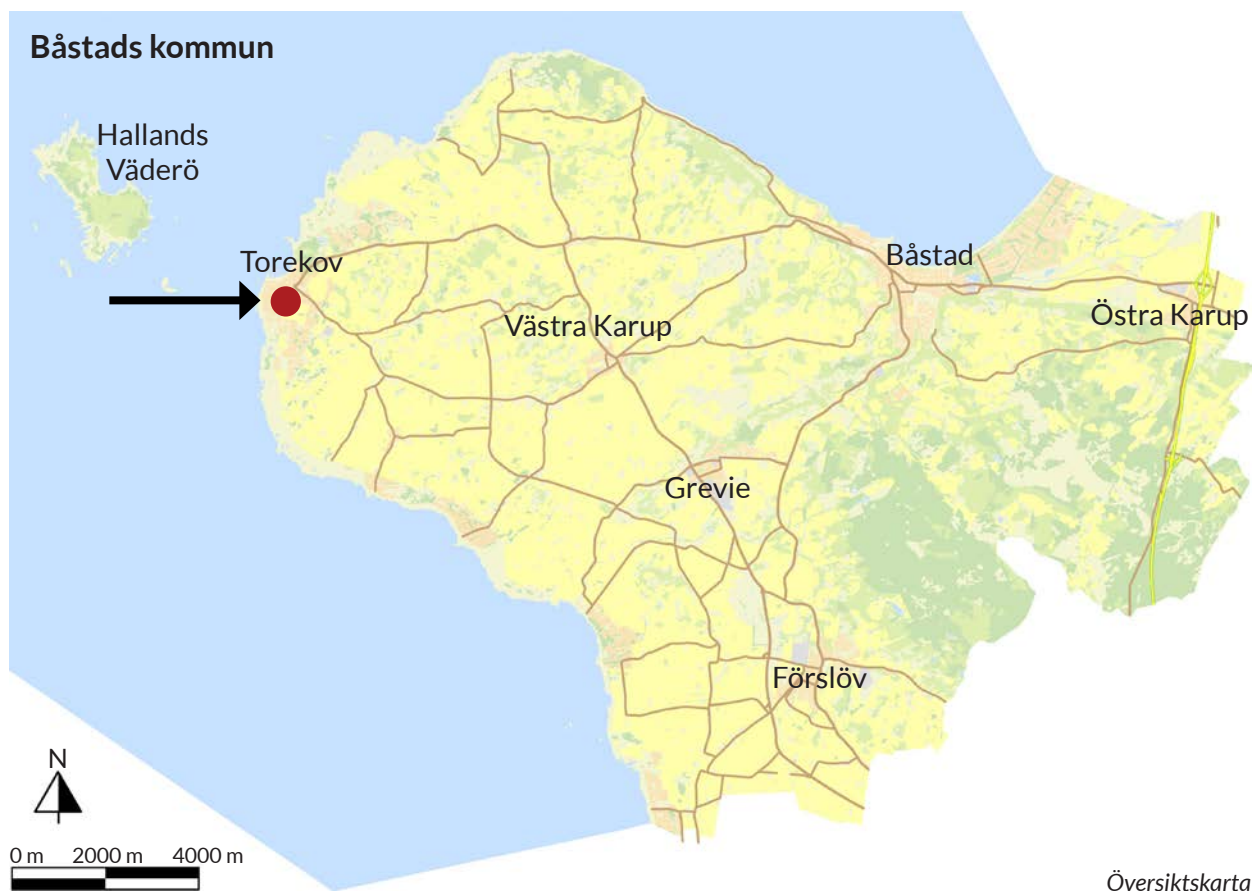 Båstads kommun
Hallands
Väderö
Torekov
Båstad
Västra Karup
Östra Karup
Grevie
Förslöv
N
0 m 2000 m 4000 m
Översiktskarta